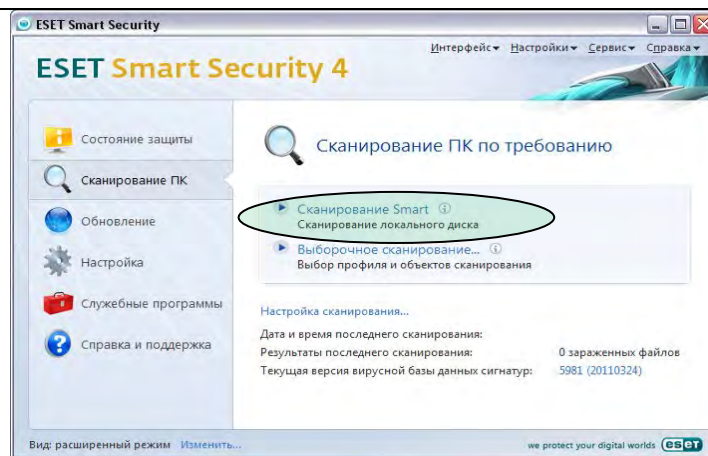 ESET Smart Security
Интерфейс Настройки Сервис Справка
ESET Smart Security 4
Состояние защиты
Сканирование ПК
Обновление
Настройка
Служебные программы
Справка и поддержка
Сканирование ПК по требованию
Сканирование Smart
Сканирование локального диска
Выборочное сканирование...
Выбор профиля и объектов сканирования
Настройка сканирования...
Дата и время последнего сканирования:
Результаты последнего сканирования: 0 зараженных файлов
Текущая версия вирусной базы данных сигнатур: 5981 (20110324)
Вид: расширенный режим Изменить...
we protect your digital worlds eset